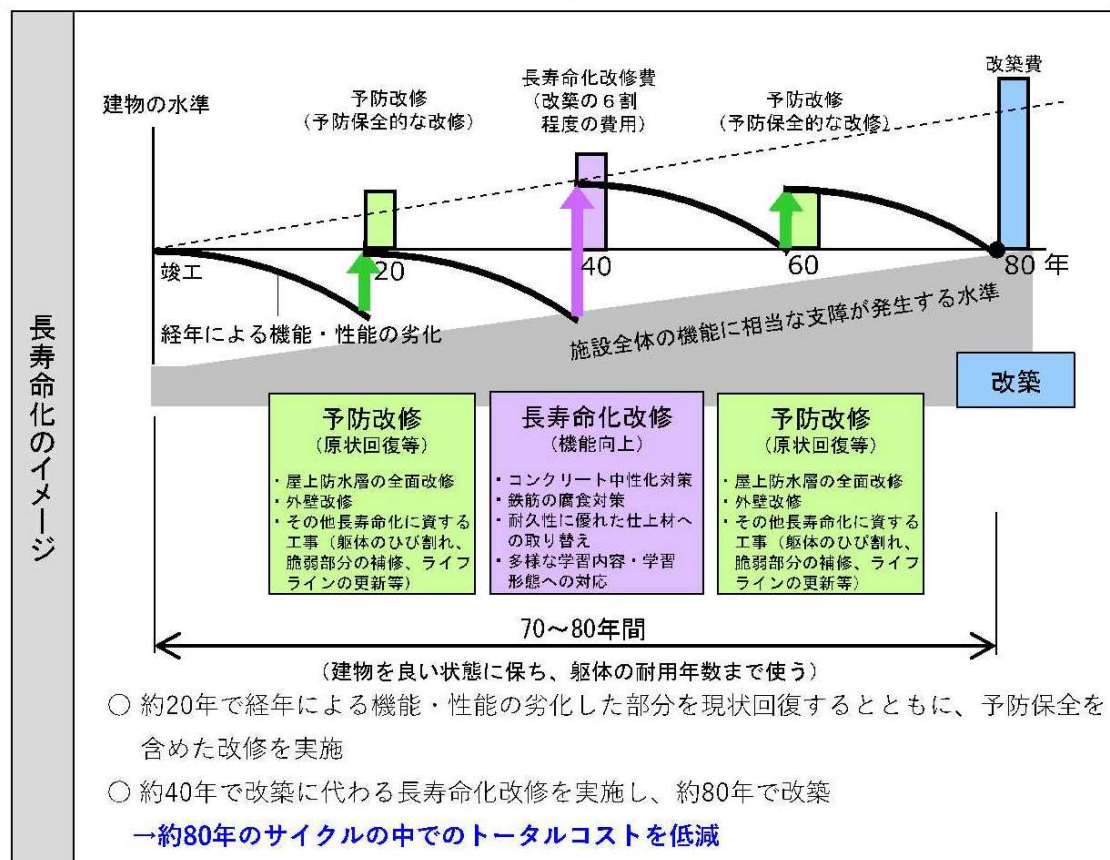 長寿命化のイメージ
建物の水準
予防改修
（予防保全的な改修）
長寿命化改修費
（改築の６割
程度の費用）
予防改修
（予防保全的な改修）
改築費
竣工
20
40
60
80 年
経年による機能・性能の劣化
施設全体の機能に相当な支障が発生する水準
改築
予防改修
（原状回復等）
・屋上防水層の全面改修
・外壁改修
・その他長寿命化に資する
工事（躯体のひび割れ、
脆弱部分の補修、ライフ
ラインの更新等）
長寿命化改修
（機能向上）
・コンクリート中性化対策
・鉄筋の腐食対策
・耐久性に優れた仕上材へ
の取り替え
・多様な学習内容・学習
形態への対応
予防改修
（原状回復等）
・屋上防水層の全面改修
・外壁改修
・その他長寿命化に資する
工事（躯体のひび割れ、
脆弱部分の補修、ライフ
ラインの更新等）
70～80年間
（建物を良い状態に保ち、躯体の耐用年数まで使う）
○ 約20年で経年による機能・性能の劣化した部分を現状回復するとともに、予防保全を
含めた改修を実施
○ 約40年で改築に代わる長寿命化改修を実施し、約80年で改築
→約80年のサイクルの中でのトータルコストを低減